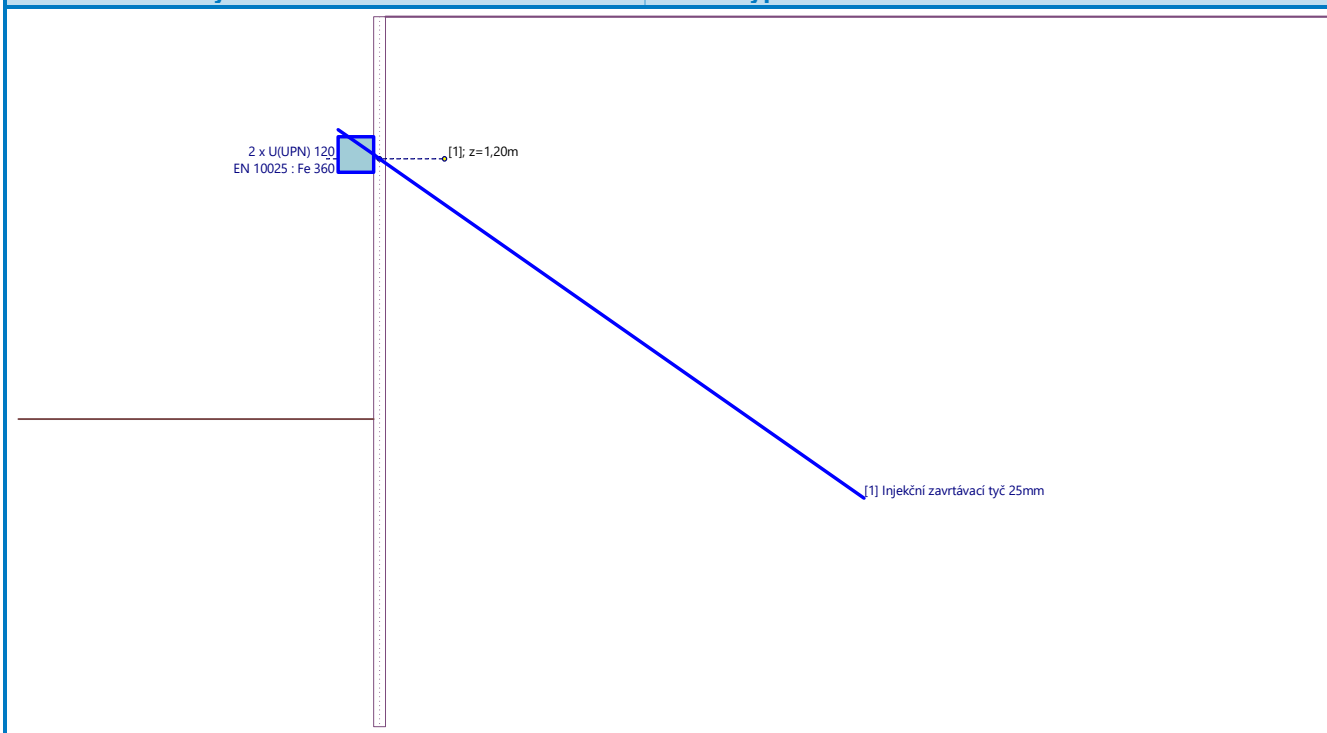 2 x U(UPN) 120
EN 10025 : Fe 360
[1]; z=1,20m
[1] Injekční zavrtávací tyč 25mm